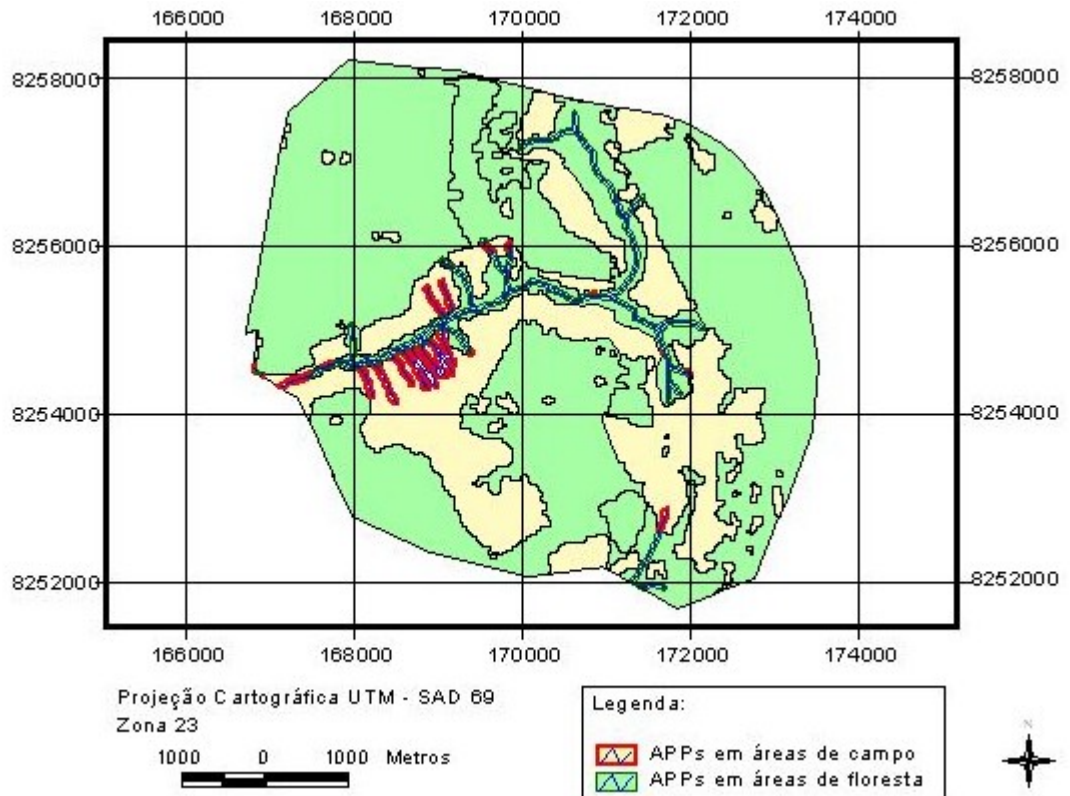 166000 168000 170000 172000 174000
8258000 8258000
8256000 8256000
8254000 8254000
8252000 8252000
166000 168000 170000 172000 174000
Projeção Cartográfica UTM - SAD 69
Zona 23
1000 0 1000 Metros
Legenda:
APPs em áreas de campo
APPs em áreas de floresta
N